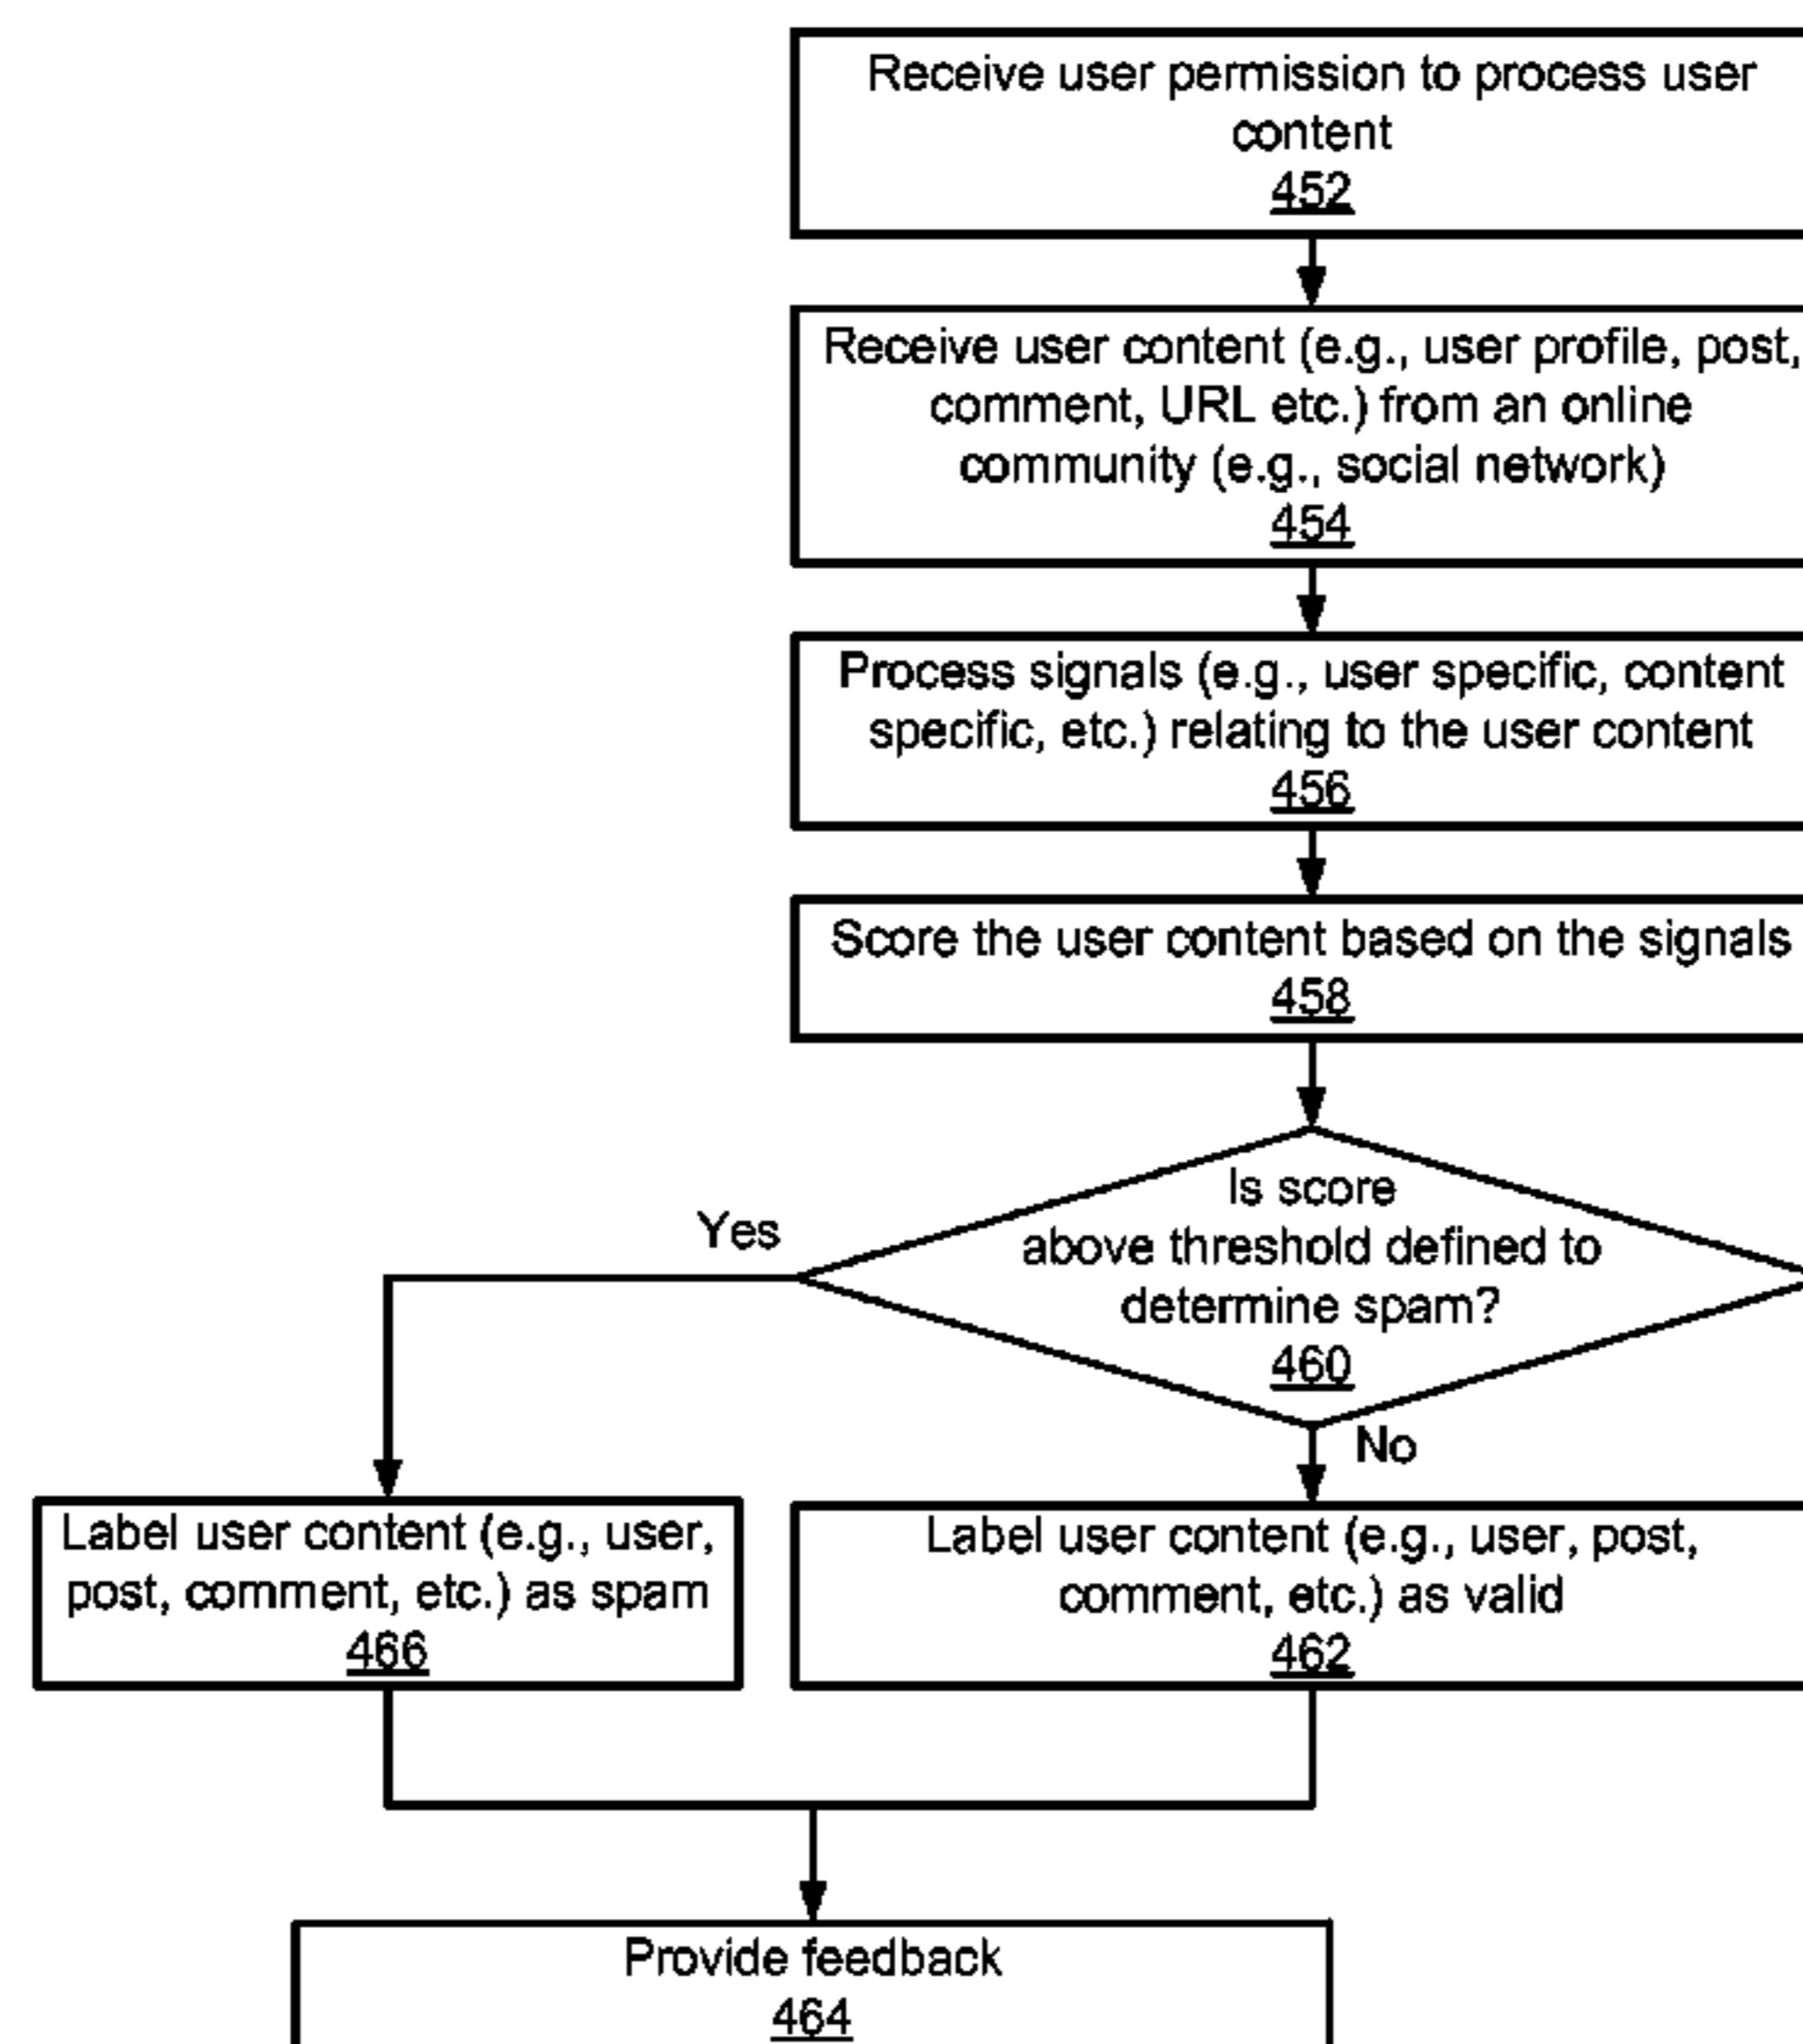 Receive user permission to process user
content
452
Receive user content (e.g., user profile, post,
comment, URL etc.) from an online
community (e.g., social network)
454
Process signals (e.g., user specific, content
specific, etc.) relating to the user content
456
Score the user content based on the signals
458
Is score
above threshold defined to
determine spam?
460
Yes
No
Label user content (e.g., user,
post, comment, etc.) as spam
466
Label user content (e.g., user, post,
comment, etc.) as valid
462
Provide feedback
464